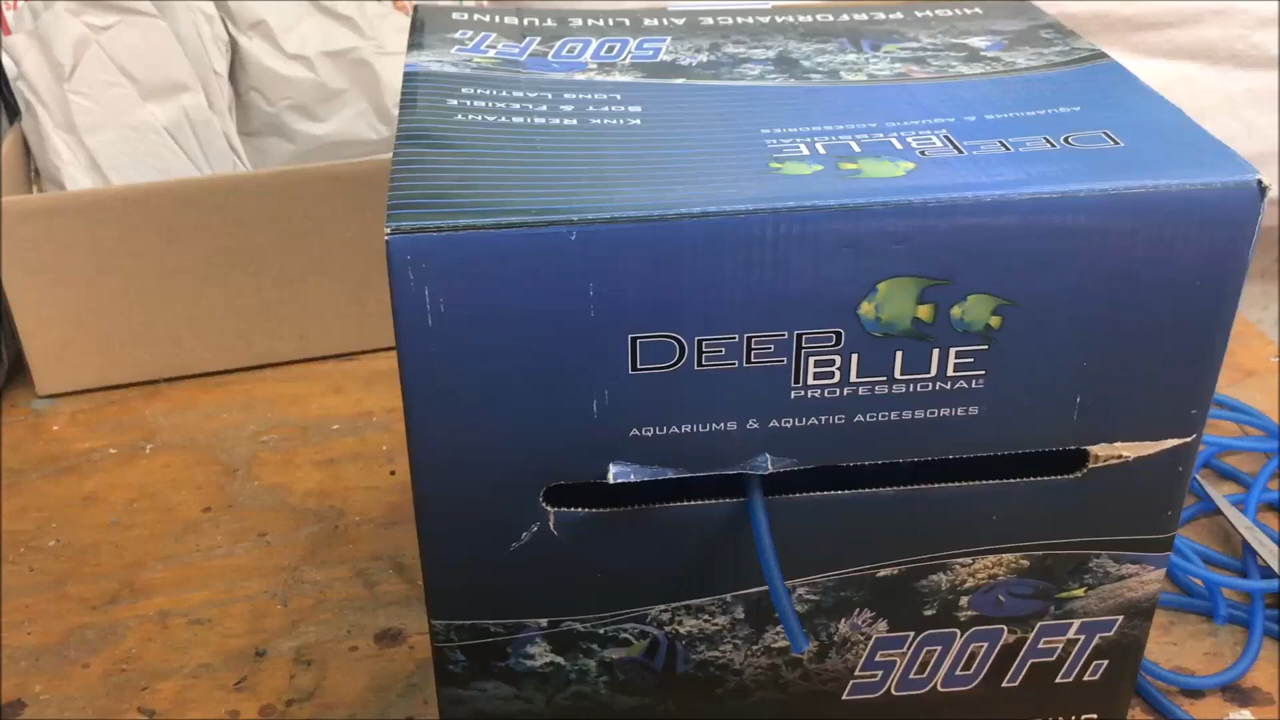 HIGH PERFORMANCE AIR LINE TUBING
500 FT.
KINK RESISTANT
SOFT & FLEXIBLE
LONG LASTING
DEEP BLUE
PROFESSIONAL
AQUARIUMS & AQUATIC ACCESSORIES
DEEP BLUE
PROFESSIONAL®
AQUARIUMS & AQUATIC ACCESSORIES
500 FT.